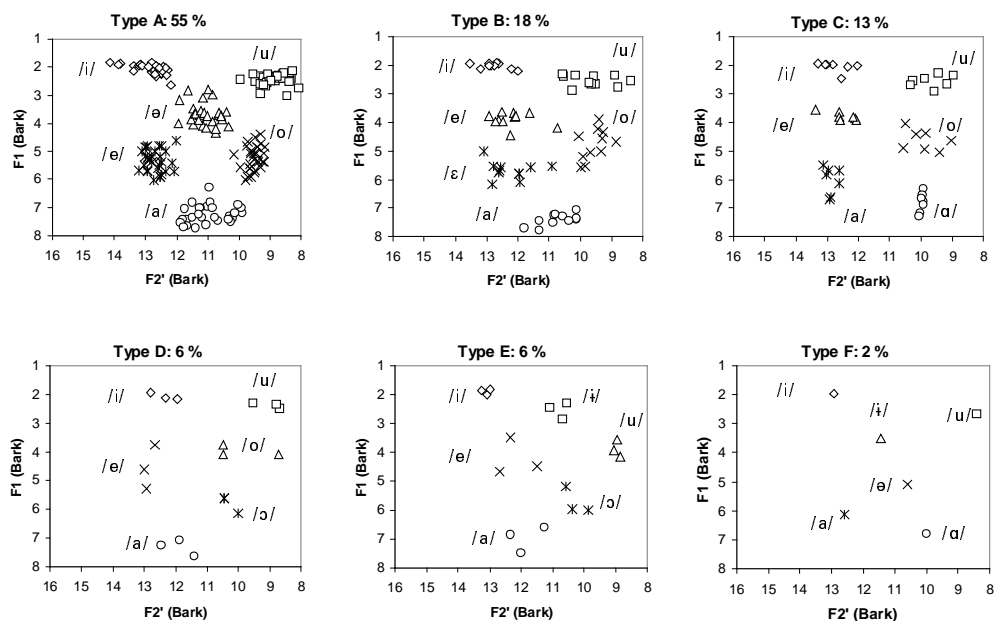 Type A: 55 %
1
2
3
4
5
6
7
8
F1 (Bark)
16 15 14 13 12 11 10 9 8
F2' (Bark)
/i/
/u/
/ə/
/e/
/o/
/a/
Type B: 18 %
1
2
3
4
5
6
7
8
F1 (Bark)
16 15 14 13 12 11 10 9 8
F2' (Bark)
/i/
/u/
/e/
/o/
/ɛ/
/a/
Type C: 13 %
1
2
3
4
5
6
7
8
F1 (Bark)
16 15 14 13 12 11 10 9 8
F2' (Bark)
/i/
/u/
/e/
/o/
/a/
/ɑ/
Type D: 6 %
1
2
3
4
5
6
7
8
F1 (Bark)
16 15 14 13 12 11 10 9 8
F2' (Bark)
/i/
/u/
/o/
/e/
/ɔ/
/a/
Type E: 6 %
1
2
3
4
5
6
7
8
F1 (Bark)
16 15 14 13 12 11 10 9 8
F2' (Bark)
/i/
/ɨ/
/u/
/e/
/ɔ/
/a/
Type F: 2 %
1
2
3
4
5
6
7
8
F1 (Bark)
16 15 14 13 12 11 10 9 8
F2' (Bark)
/i/
/ɨ/
/u/
/ə/
/a/
/ɑ/